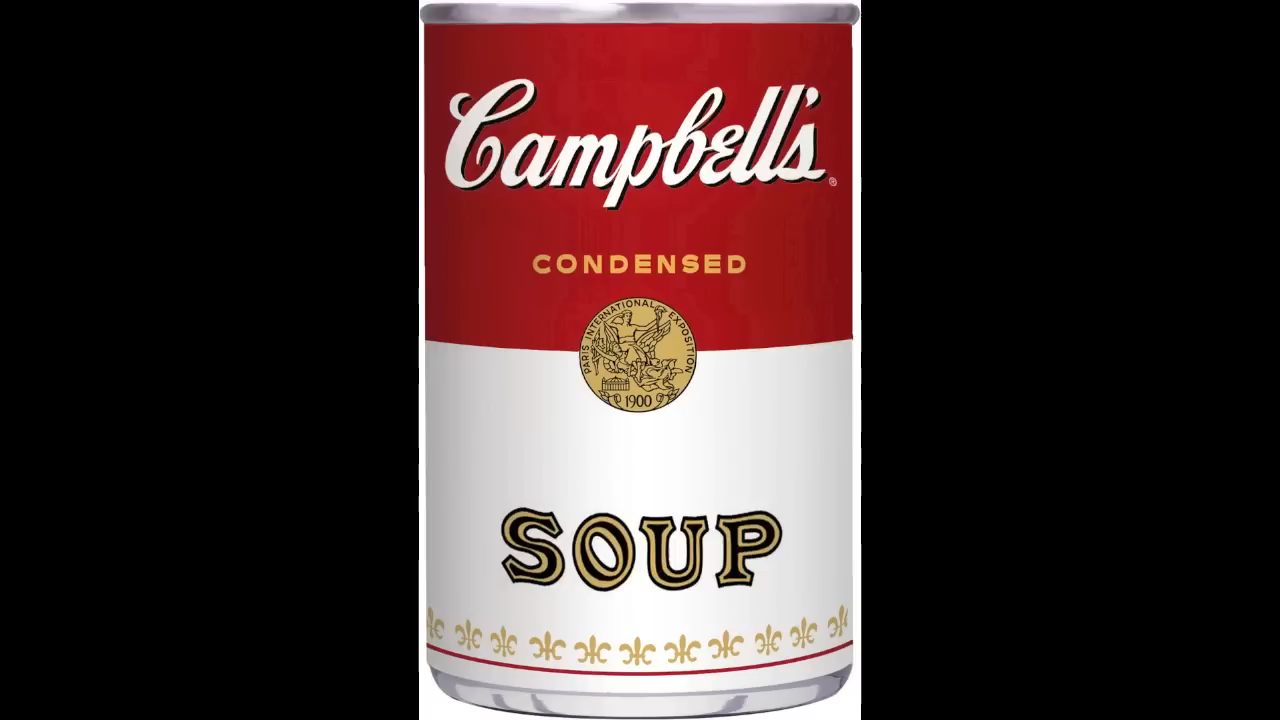 Campbell's®
CONDENSED
PARIS INTERNATIONAL EXPOSITION
1900
SOUP